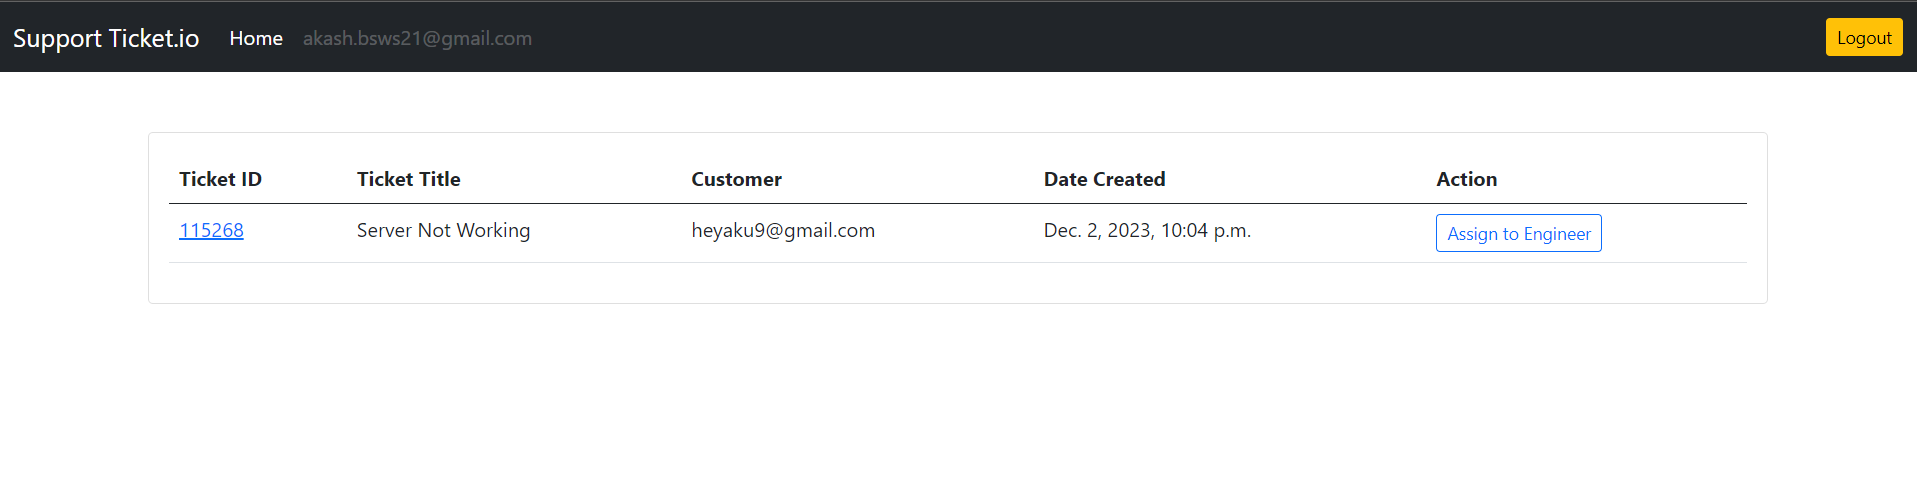 Support Ticket.io Home akash.bsws21@gmail.com Logout
Ticket ID Ticket Title Customer Date Created Action
115268 Server Not Working heyaku9@gmail.com Dec. 2, 2023, 10:04 p.m. Assign to Engineer